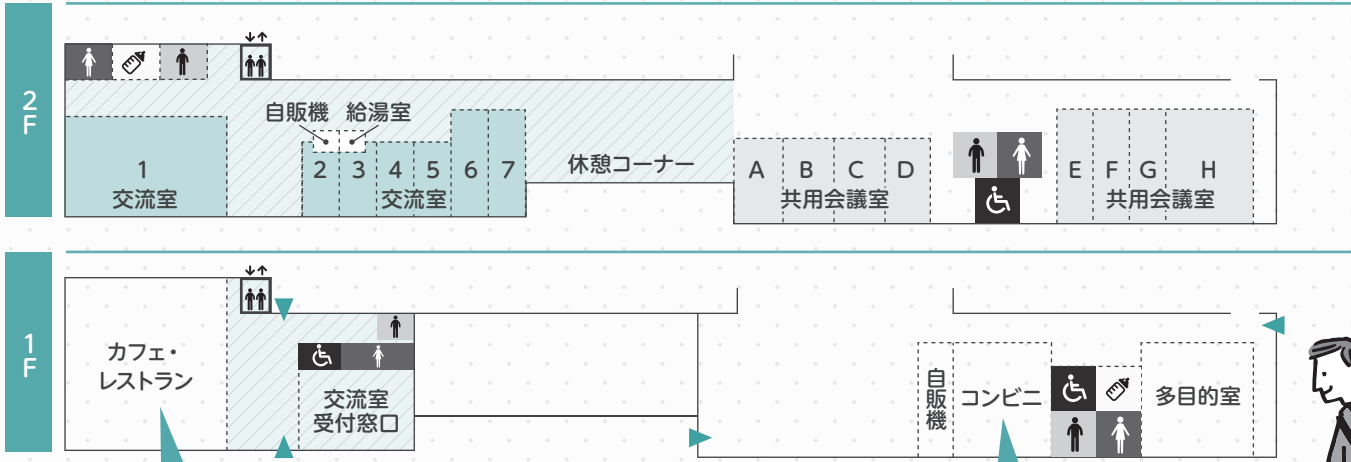 2F
自販機 給湯室
1
交流室
2 3 4 5 6 7
交流室
休憩コーナー
A B C D
共用会議室
E F G H
共用会議室
1F
カフェ・
レストラン
交流室
受付窓口
自販機
コンビニ
多目的室